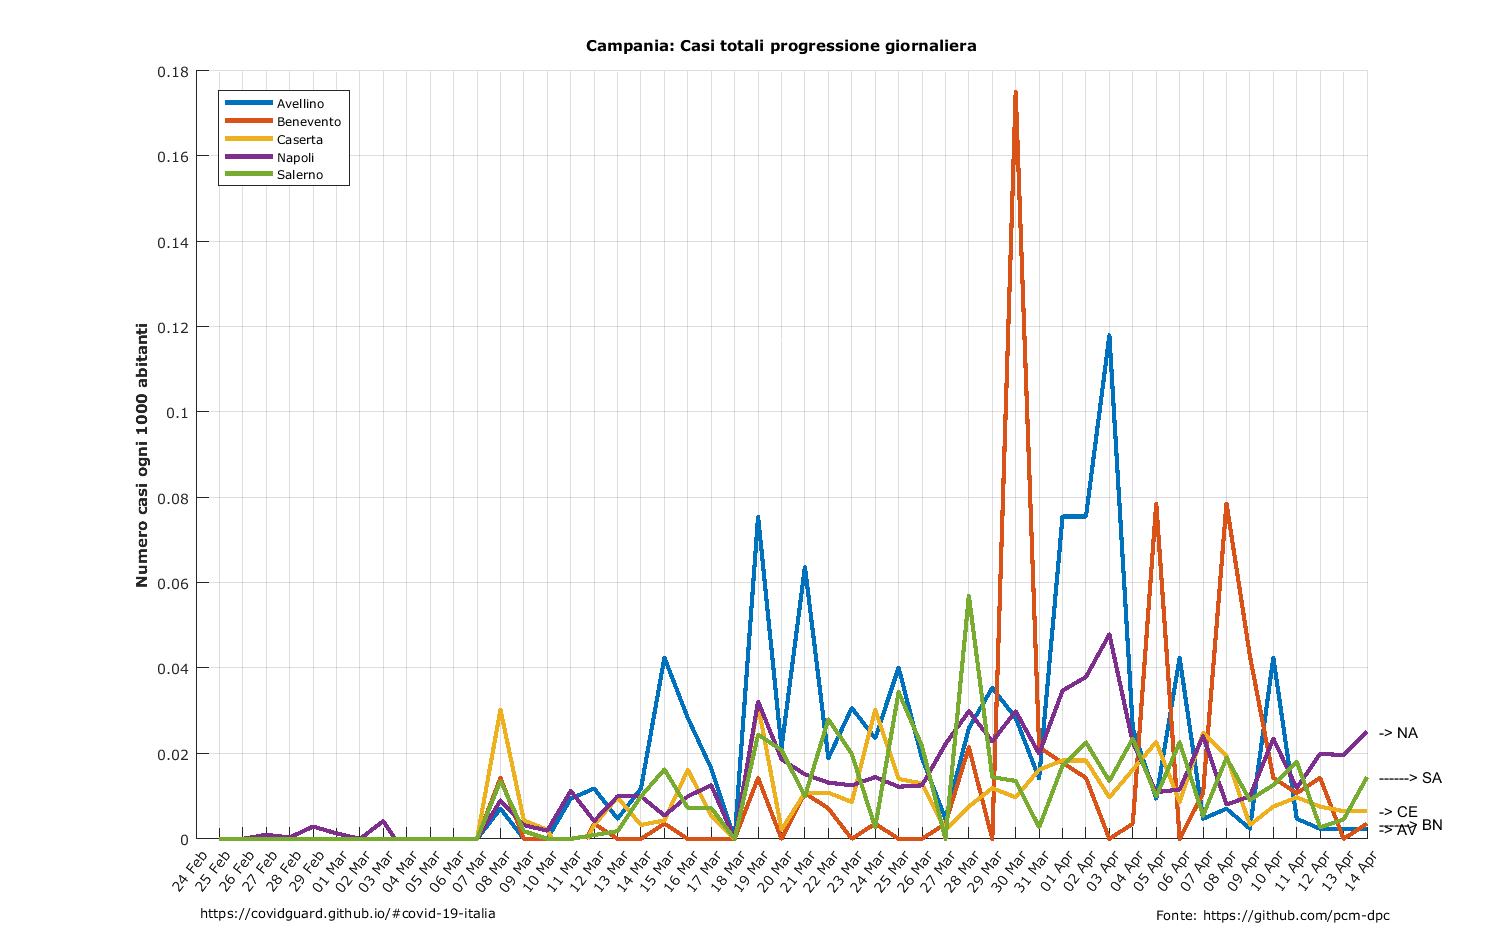 Campania: Casi totali progressione giornaliera
Numero casi ogni 1000 abitanti
0.18
0.16
0.14
0.12
0.1
0.08
0.06
0.04
0.02
0
Avellino
Benevento
Caserta
Napoli
Salerno
-> NA
------> SA
-> CE
------> BN
-> AV
24 Feb
25 Feb
26 Feb
27 Feb
28 Feb
29 Feb
01 Mar
02 Mar
03 Mar
04 Mar
05 Mar
06 Mar
07 Mar
08 Mar
09 Mar
10 Mar
11 Mar
12 Mar
13 Mar
14 Mar
15 Mar
16 Mar
17 Mar
18 Mar
19 Mar
20 Mar
21 Mar
22 Mar
23 Mar
24 Mar
25 Mar
26 Mar
27 Mar
28 Mar
29 Mar
30 Mar
31 Mar
01 Apr
02 Apr
03 Apr
04 Apr
05 Apr
06 Apr
07 Apr
08 Apr
09 Apr
10 Apr
11 Apr
12 Apr
13 Apr
14 Apr
https://covidguard.github.io/#covid-19-italia
Fonte: https://github.com/pcm-dpc